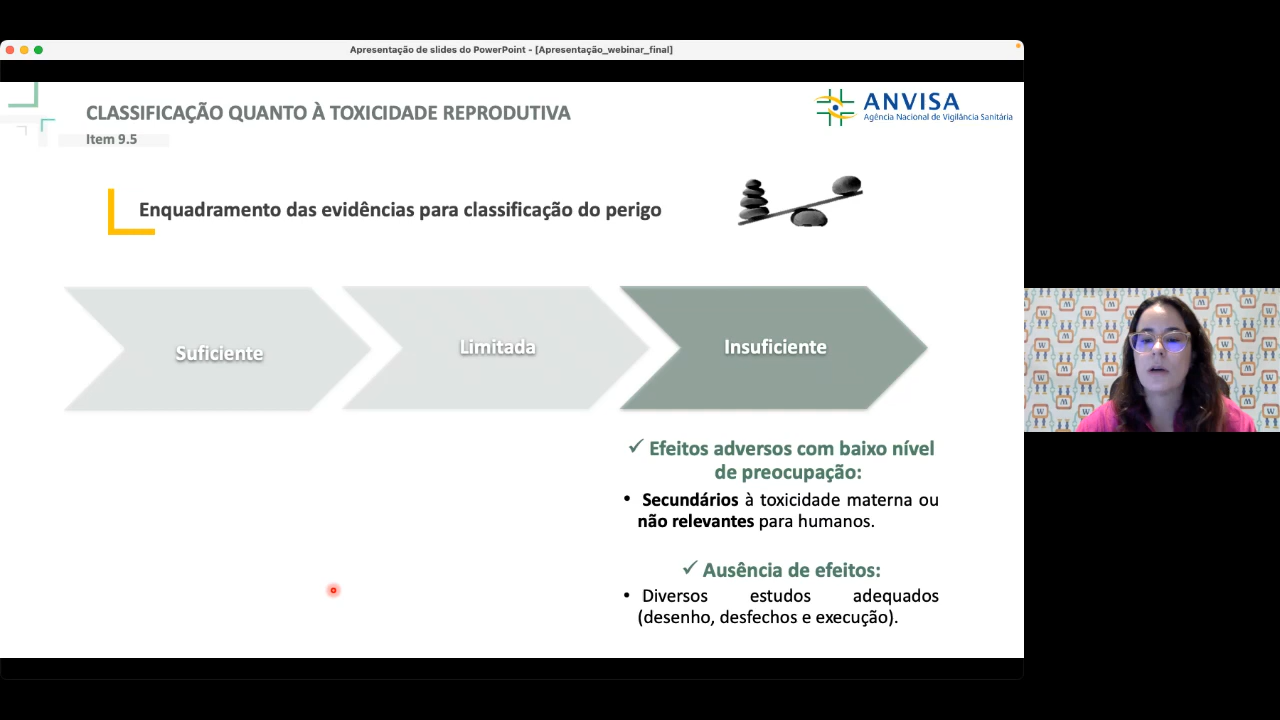 Apresentação de slides do PowerPoint - [Apresentação_webinar_final]
CLASSIFICAÇÃO QUANTO À TOXICIDADE REPRODUTIVA
Item 9.5
ANVISA
Agência Nacional de Vigilância Sanitária
Enquadramento das evidências para classificação do perigo
Suficiente
Limitada
Insuficiente
✓ Efeitos adversos com baixo nível
de preocupação:
• Secundários à toxicidade materna ou
não relevantes para humanos.
✓ Ausência de efeitos:
• Diversos estudos adequados
(desenho, desfechos e execução).